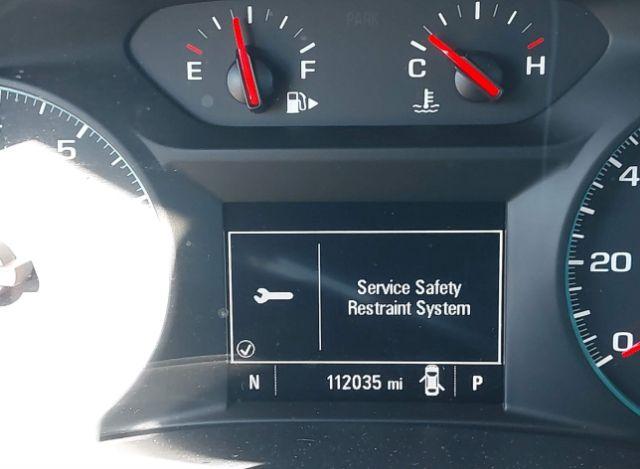 PARK
E F
C H
5
4
20
0
Service Safety
Restraint System
N 112035 mi P